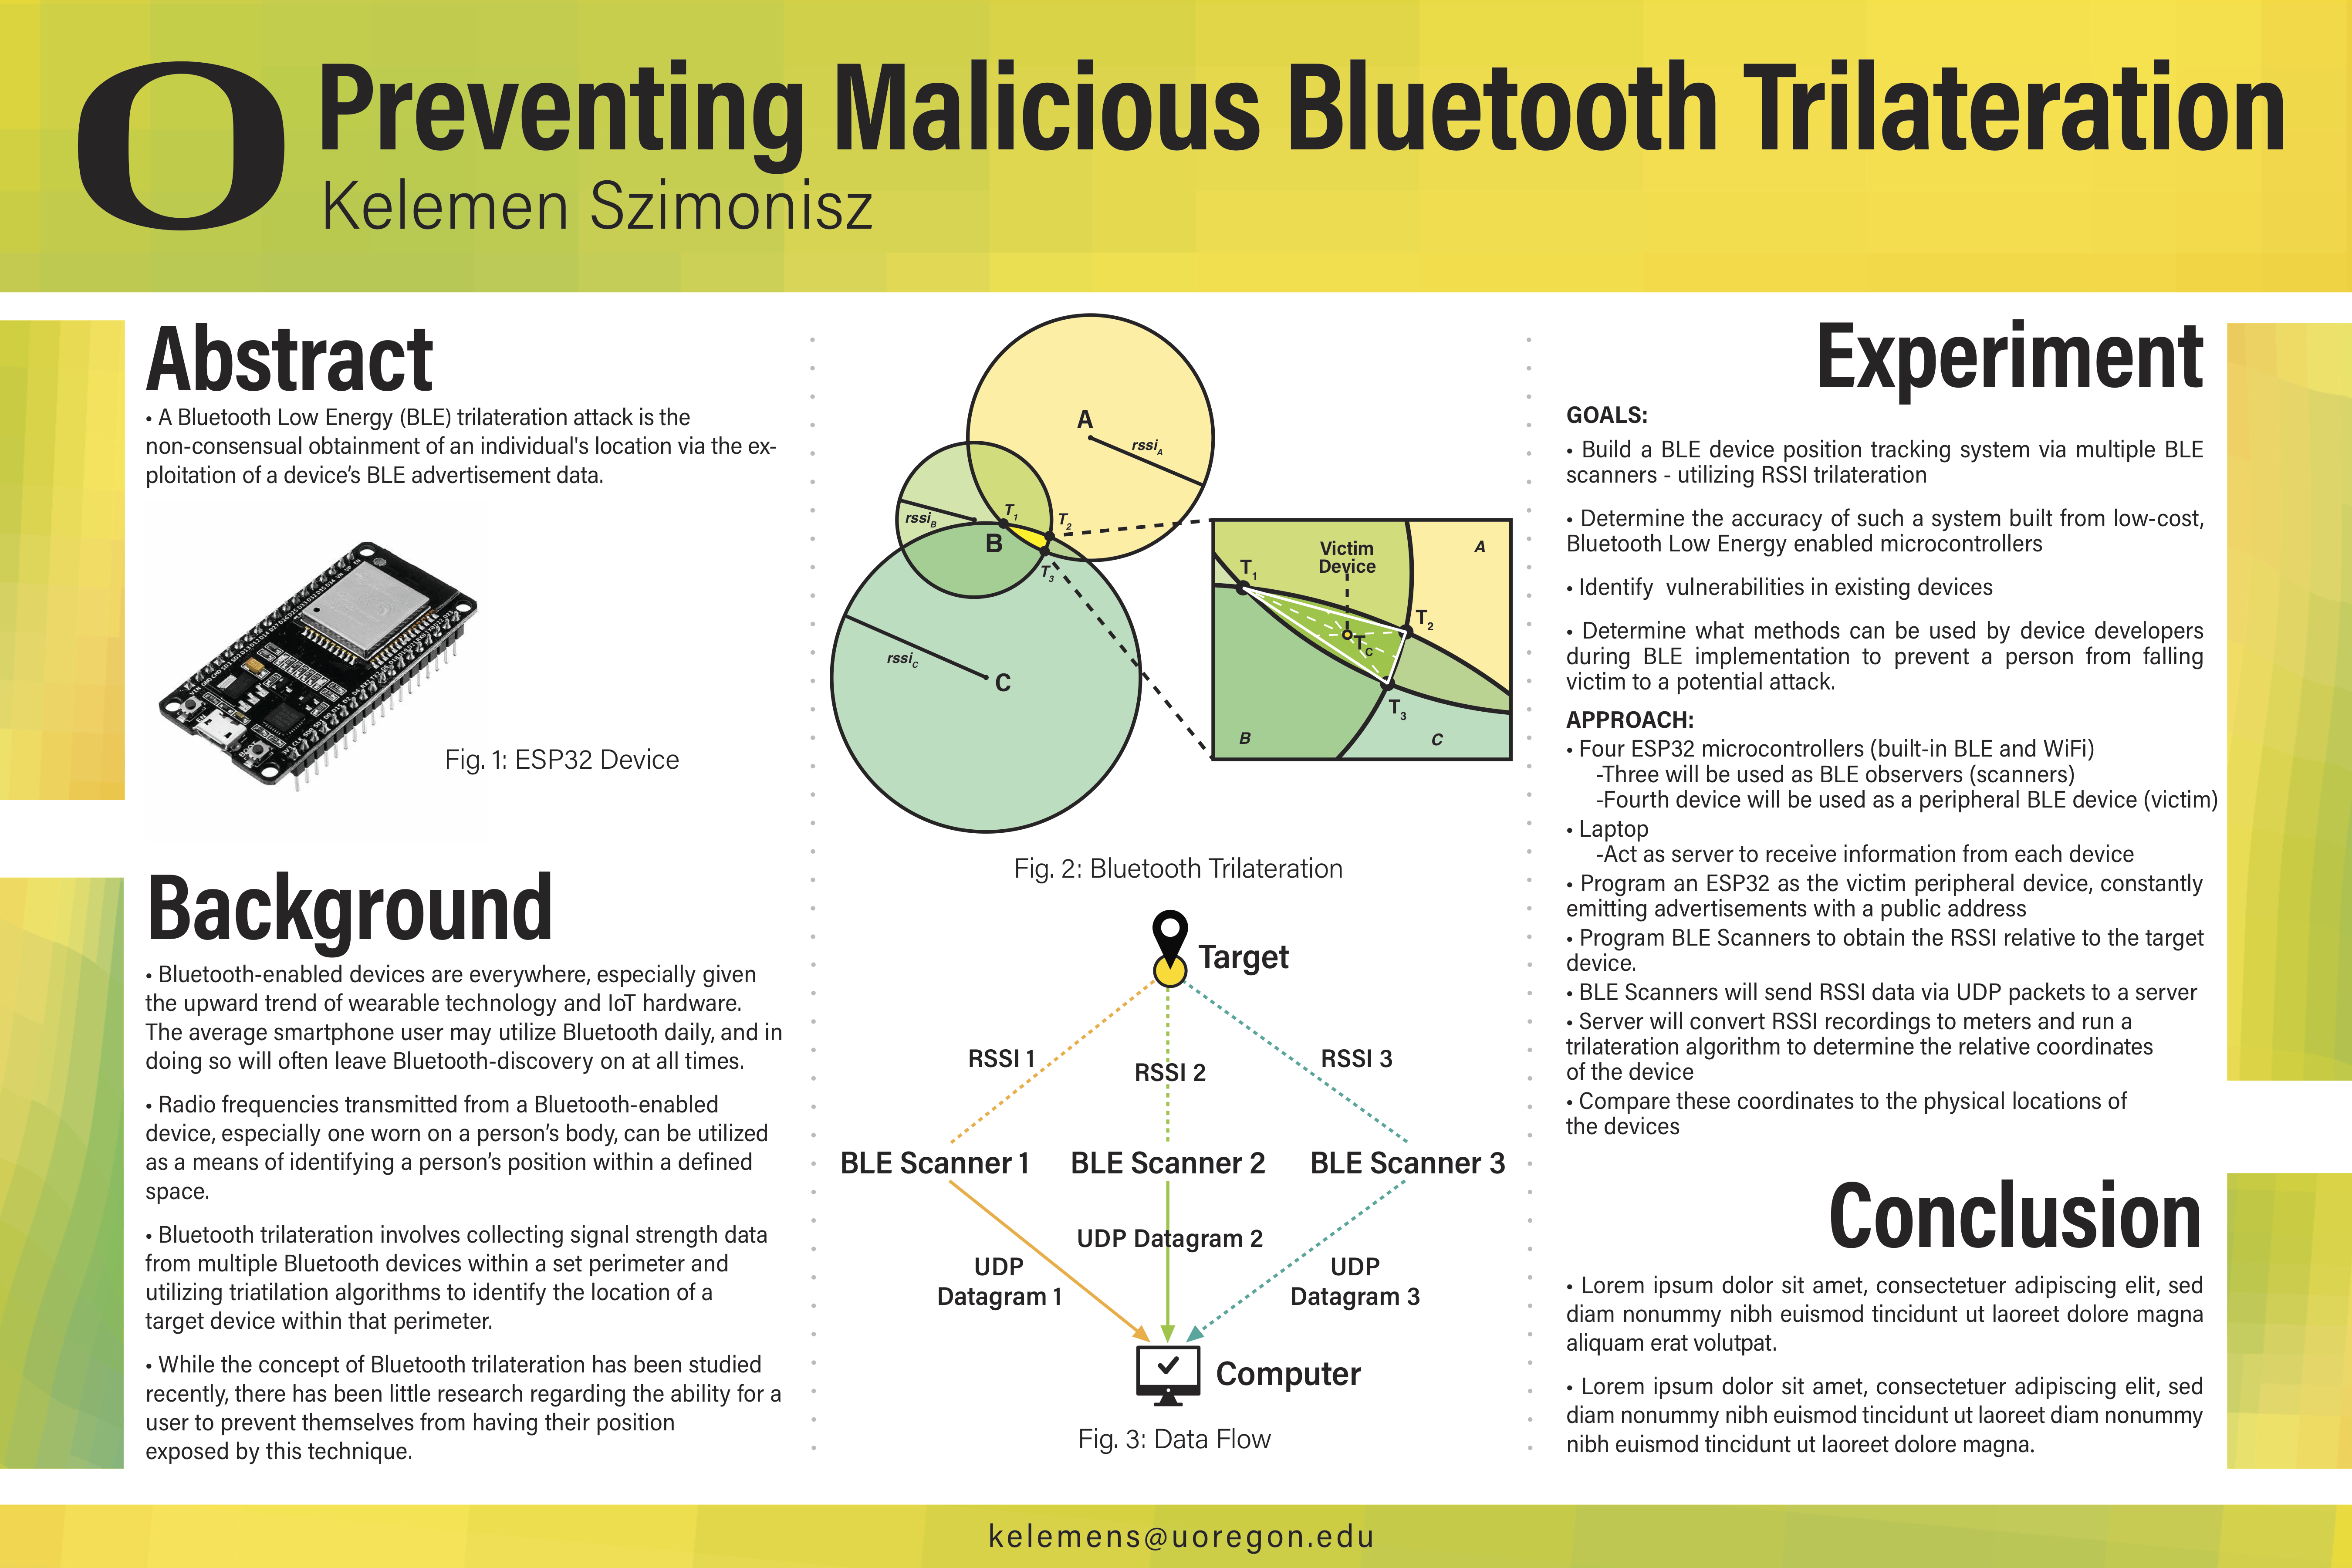 O
Preventing Malicious Bluetooth Trilateration
Kelemen Szimonisz
Abstract
• A Bluetooth Low Energy (BLE) trilateration attack is the
non-consensual obtainment of an individual's location via the ex-
ploitation of a device’s BLE advertisement data.
Fig. 1: ESP32 Device
Background
• Bluetooth-enabled devices are everywhere, especially given
the upward trend of wearable technology and IoT hardware.
The average smartphone user may utilize Bluetooth daily, and in
doing so will often leave Bluetooth-discovery on at all times.
• Radio frequencies transmitted from a Bluetooth-enabled
device, especially one worn on a person’s body, can be utilized
as a means of identifying a person’s position within a defined
space.
• Bluetooth trilateration involves collecting signal strength data
from multiple Bluetooth devices within a set perimeter and
utilizing triatilation algorithms to identify the location of a
target device within that perimeter.
• While the concept of Bluetooth trilateration has been studied
recently, there has been little research regarding the ability for a
user to prevent themselves from having their position
exposed by this technique.
A
rssiA
rssiB
T1
T2
B
T3
rssiC
C
Victim
Device
A
T1
T2
TC
T3
B
C
Fig. 2: Bluetooth Trilateration
Target
RSSI 1
RSSI 2
RSSI 3
BLE Scanner 1
BLE Scanner 2
BLE Scanner 3
UDP Datagram 2
UDP
Datagram 1
UDP
Datagram 3
Computer
Fig. 3: Data Flow
Experiment
GOALS:
• Build a BLE device position tracking system via multiple BLE
scanners - utilizing RSSI trilateration
• Determine the accuracy of such a system built from low-cost,
Bluetooth Low Energy enabled microcontrollers
• Identify  vulnerabilities in existing devices
• Determine what methods can be used by device developers
during BLE implementation to prevent a person from falling
victim to a potential attack.
APPROACH:
• Four ESP32 microcontrollers (built-in BLE and WiFi)
-Three will be used as BLE observers (scanners)
-Fourth device will be used as a peripheral BLE device (victim)
• Laptop
-Act as server to receive information from each device
• Program an ESP32 as the victim peripheral device, constantly
emitting advertisements with a public address
• Program BLE Scanners to obtain the RSSI relative to the target
device.
• BLE Scanners will send RSSI data via UDP packets to a server
• Server will convert RSSI recordings to meters and run a
trilateration algorithm to determine the relative coordinates
of the device
• Compare these coordinates to the physical locations of
the devices
Conclusion
• Lorem ipsum dolor sit amet, consectetuer adipiscing elit, sed
diam nonummy nibh euismod tincidunt ut laoreet dolore magna
aliquam erat volutpat.
• Lorem ipsum dolor sit amet, consectetuer adipiscing elit, sed
diam nonummy nibh euismod tincidunt ut laoreet diam nonummy
nibh euismod tincidunt ut laoreet dolore magna.
kelemens@uoregon.edu